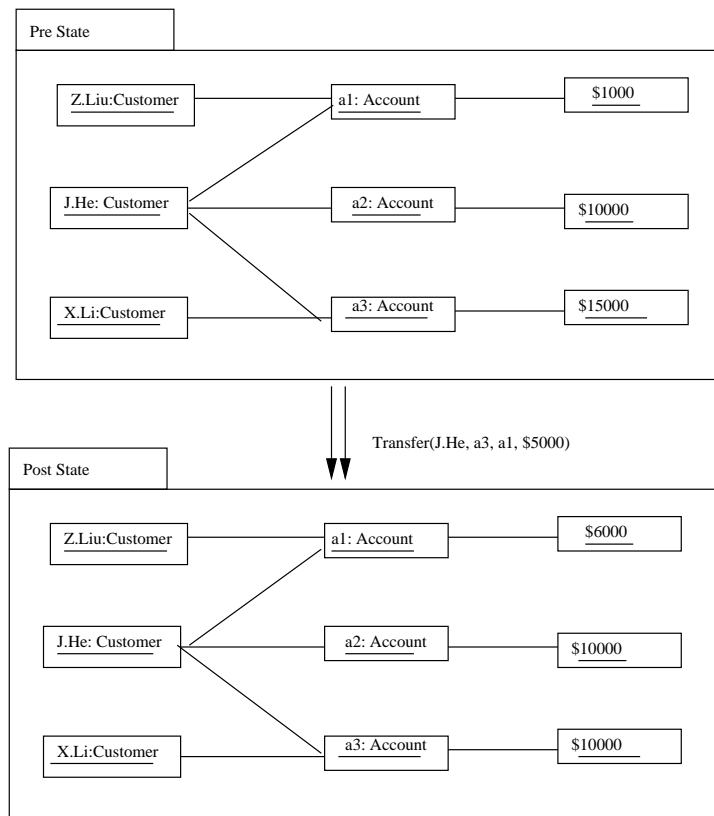 Pre State
Z.Liu:Customer
a1: Account
$1000
J.He: Customer
a2: Account
$10000
X.Li:Customer
a3: Account
$15000
Transfer(J.He, a3, a1, $5000)
Post State
Z.Liu:Customer
a1: Account
$6000
J.He: Customer
a2: Account
$10000
X.Li:Customer
a3: Account
$10000